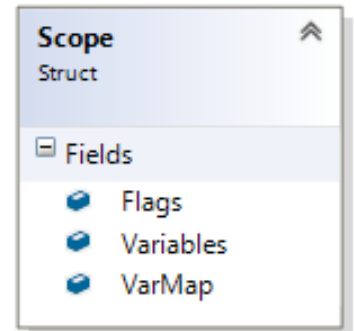 Scope
Struct
Fields
Flags
Variables
VarMap